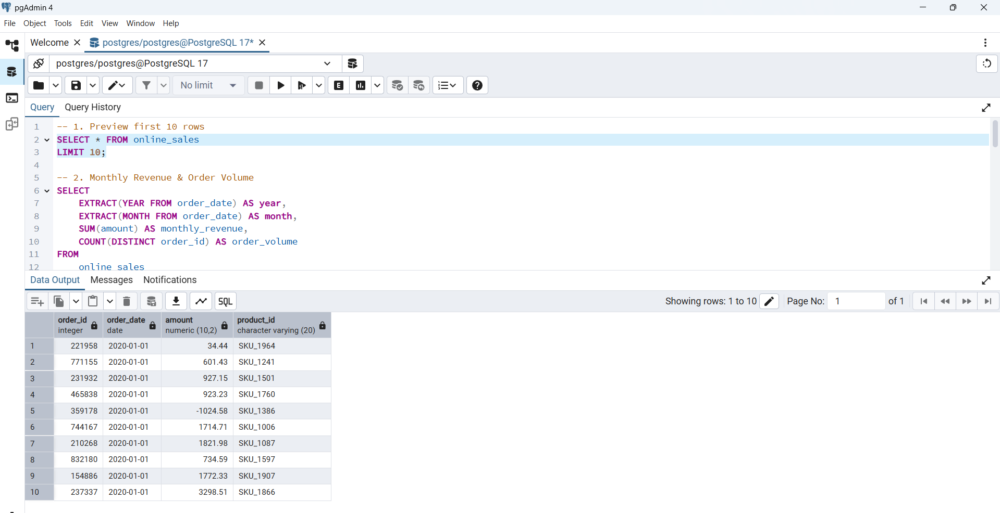 pgAdmin 4
File Object Tools Edit View Window Help
Welcome postgres/postgres@PostgreSQL 17*
postgres/postgres@PostgreSQL 17
No limit E
Query Query History
1 -- 1. Preview first 10 rows
2 SELECT * FROM online_sales
3 LIMIT 10;
4
5 -- 2. Monthly Revenue & Order Volume
6 SELECT
7 EXTRACT(YEAR FROM order_date) AS year,
8 EXTRACT(MONTH FROM order_date) AS month,
9 SUM(amount) AS monthly_revenue,
10 COUNT(DISTINCT order_id) AS order_volume
11 FROM
12 online_sales
Data Output Messages Notifications
SQL Showing rows: 1 to 10 Page No: 1 of 1
order_id order_date amount product_id
integer date numeric (10,2) character varying (20)
1 221958 2020-01-01 34.44 SKU_1964
2 771155 2020-01-01 601.43 SKU_1241
3 231932 2020-01-01 927.15 SKU_1501
4 465838 2020-01-01 923.23 SKU_1760
5 359178 2020-01-01 -1024.58 SKU_1386
6 744167 2020-01-01 1714.71 SKU_1006
7 210268 2020-01-01 1821.98 SKU_1087
8 832180 2020-01-01 734.59 SKU_1597
9 154886 2020-01-01 1772.33 SKU_1907
10 237337 2020-01-01 3298.51 SKU_1866